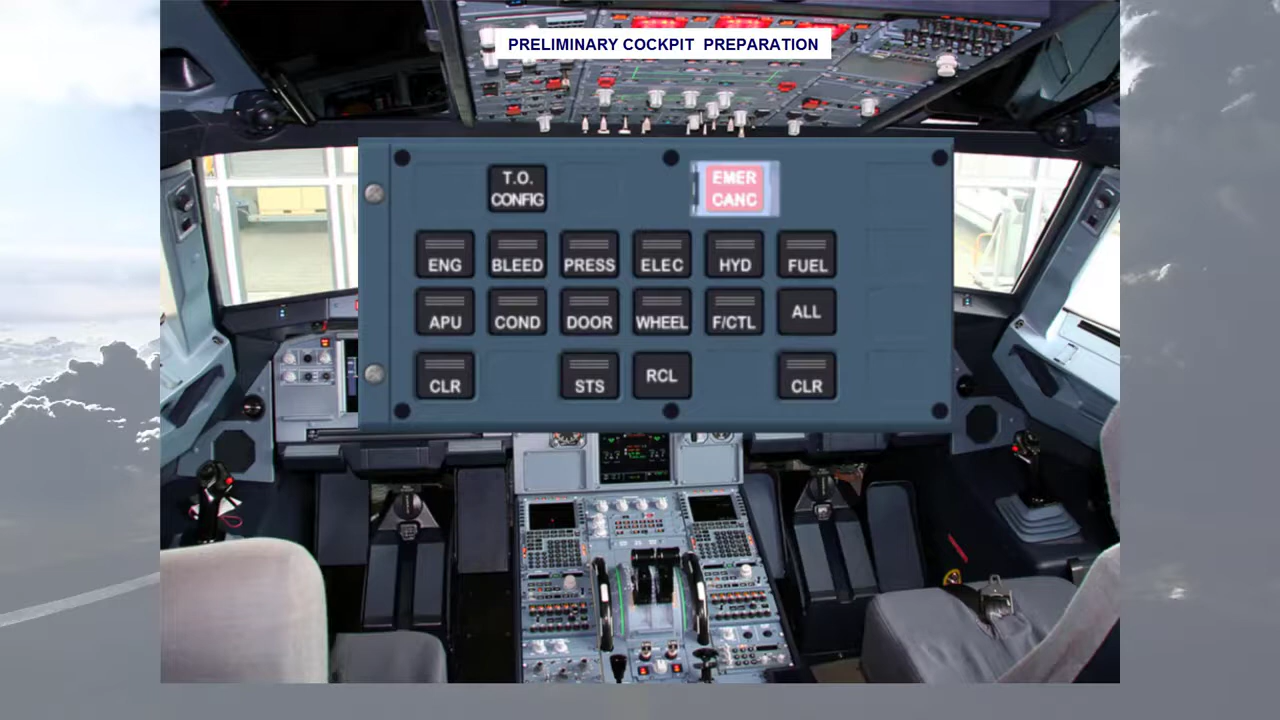 PRELIMINARY COCKPIT PREPARATION
T.O.
CONFIG
EMER
CANC
ENG
BLEED
PRESS
ELEC
HYD
FUEL
APU
COND
DOOR
WHEEL
F/CTL
ALL
CLR
STS
RCL
CLR